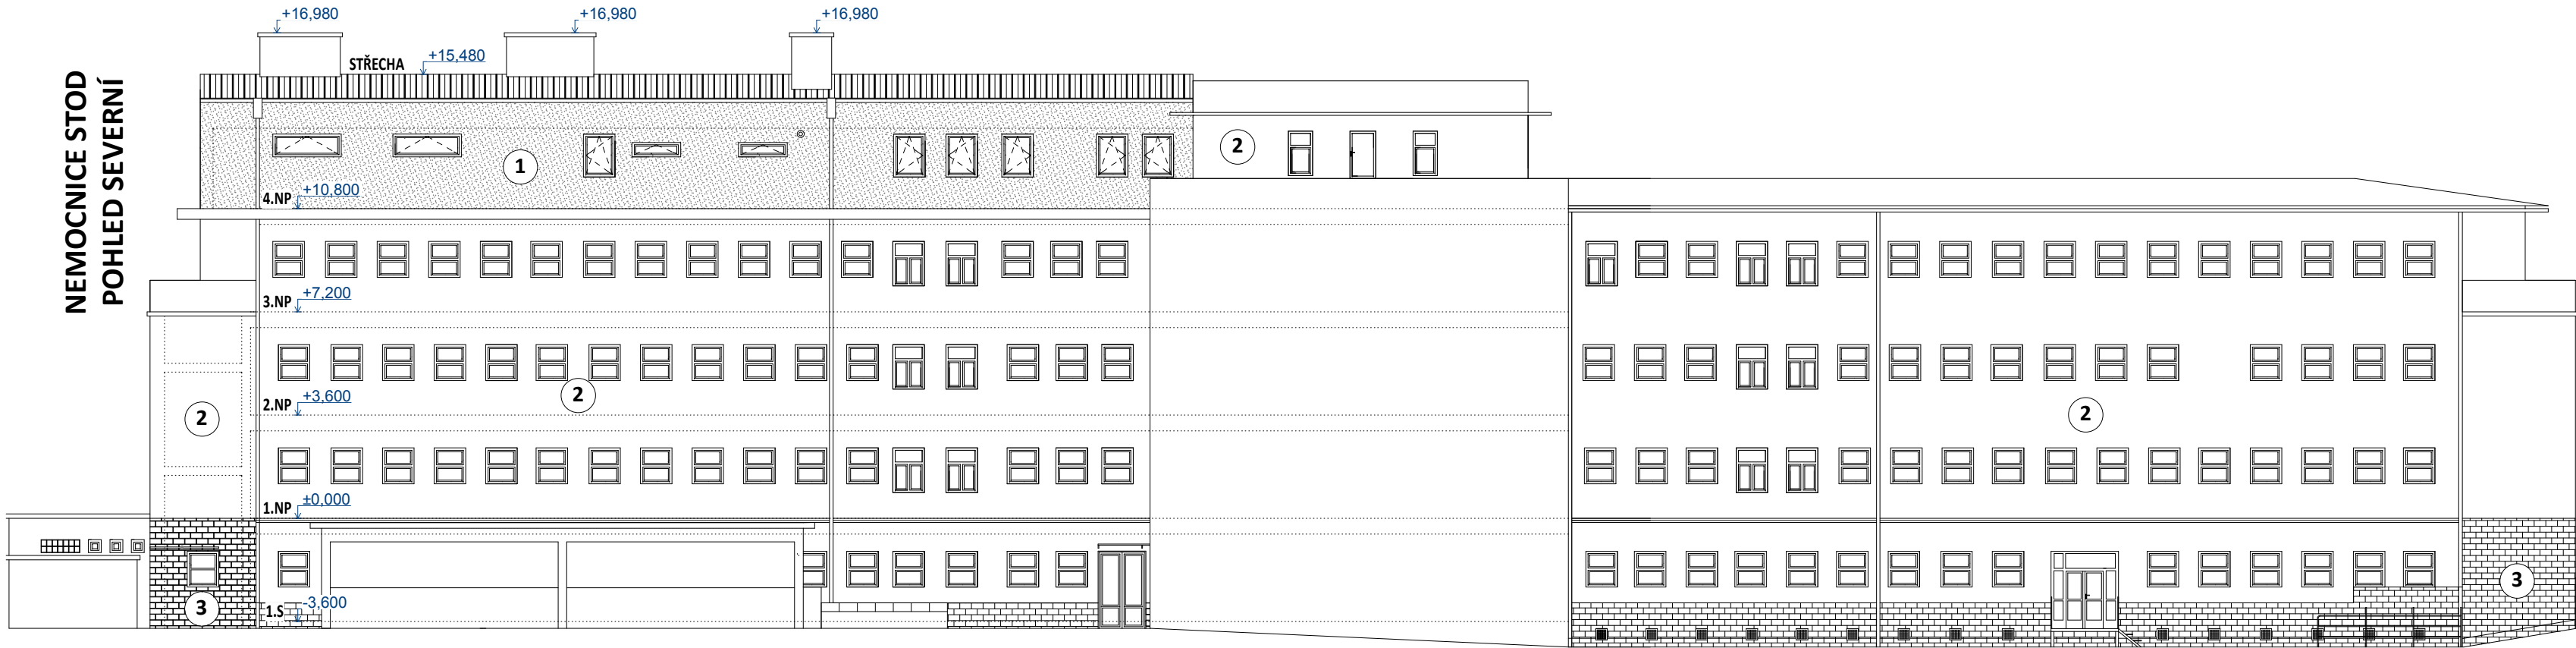 NEMOCNICE STOD
POHLED SEVERNÍ
+16,980
+16,980
+16,980
STŘECHA
+15,480
1
2
4.NP
+10,800
3.NP
+7,200
2.NP
+3,600
2
2
2
1.NP
±0,000
1.S
-3,600
3
3